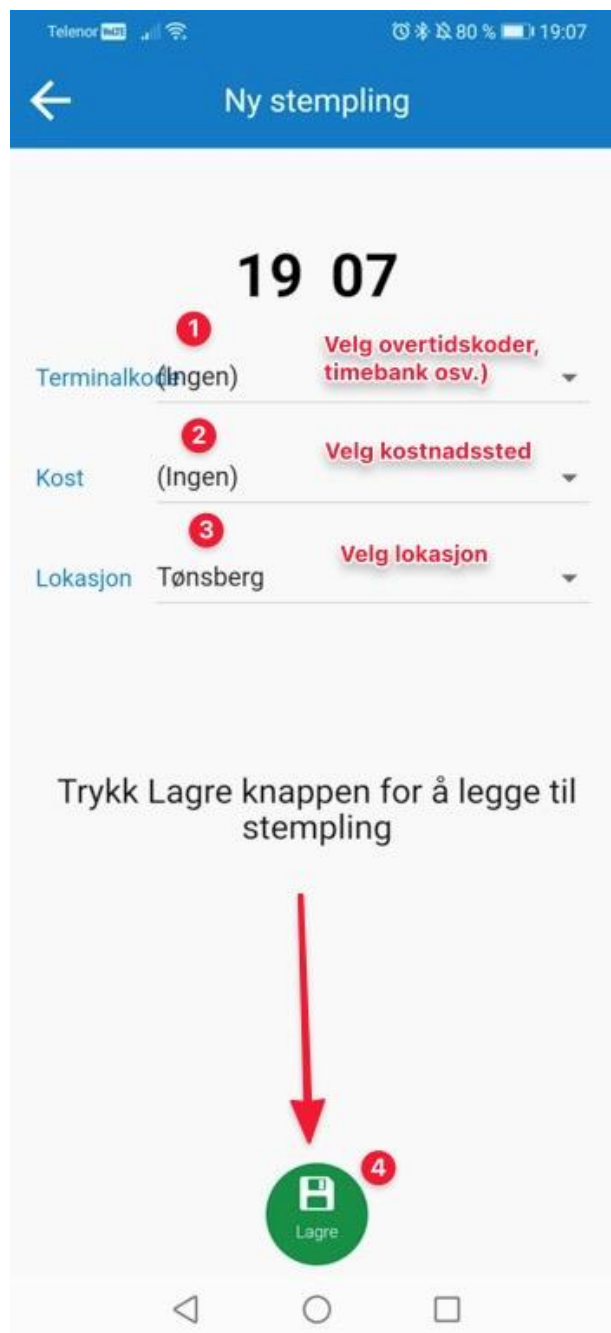 Telenor VoLTE 80 % 19:07
Ny stempling
19 07
1
Velg overtidskoder,
Terminalkode (Ingen) timebank osv.)
2
Velg kostnadssted
Kost (Ingen)
3
Velg lokasjon
Lokasjon Tønsberg
Trykk Lagre knappen for å legge til
stempling
4
Lagre